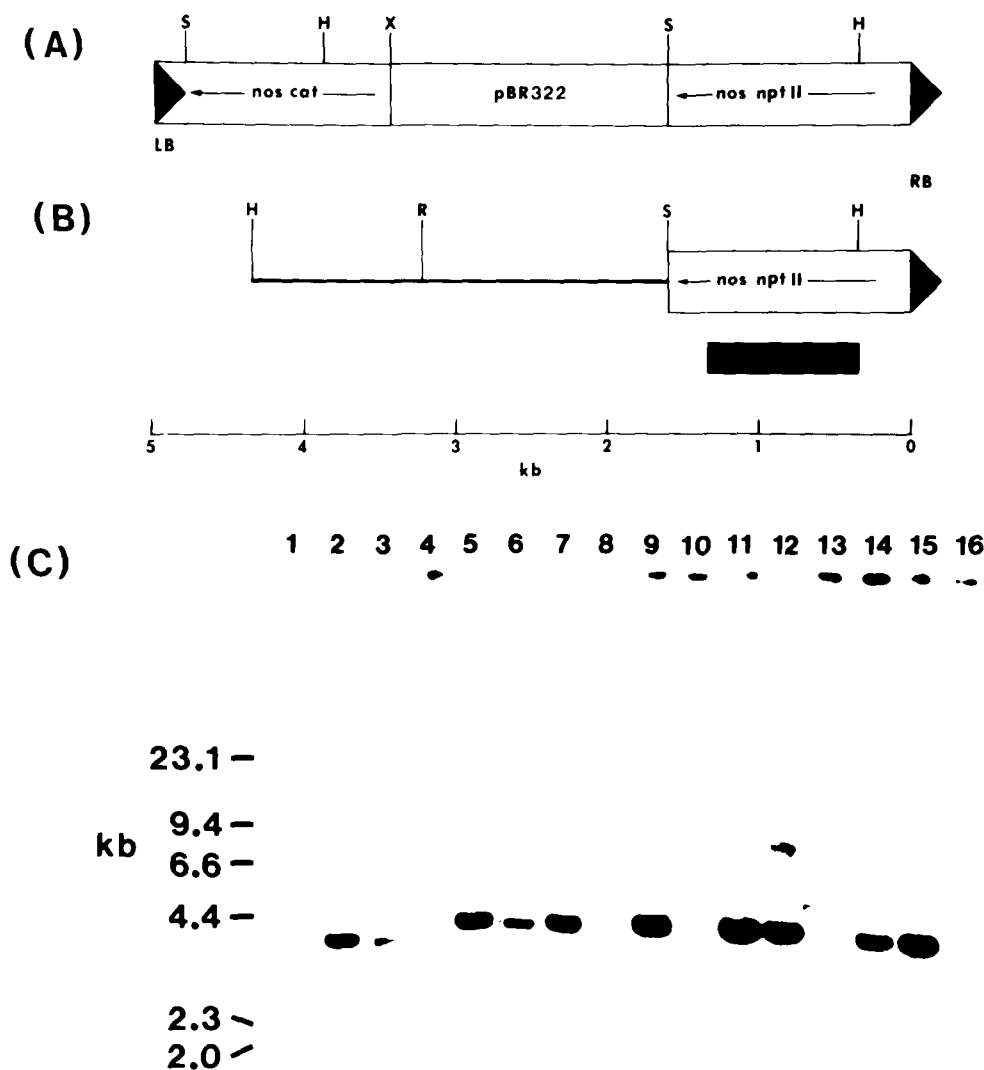 (A)
S H X S H
nos cat pBR322 nos npt II
LB
RB
(B)
H R S H
nos npt II
5 4 3 2 1 0
kb
(C)
1 2 3 4 5 6 7 8 9 10 11 12 13 14 15 16
23.1
9.4
kb
6.6
4.4
2.3
2.0